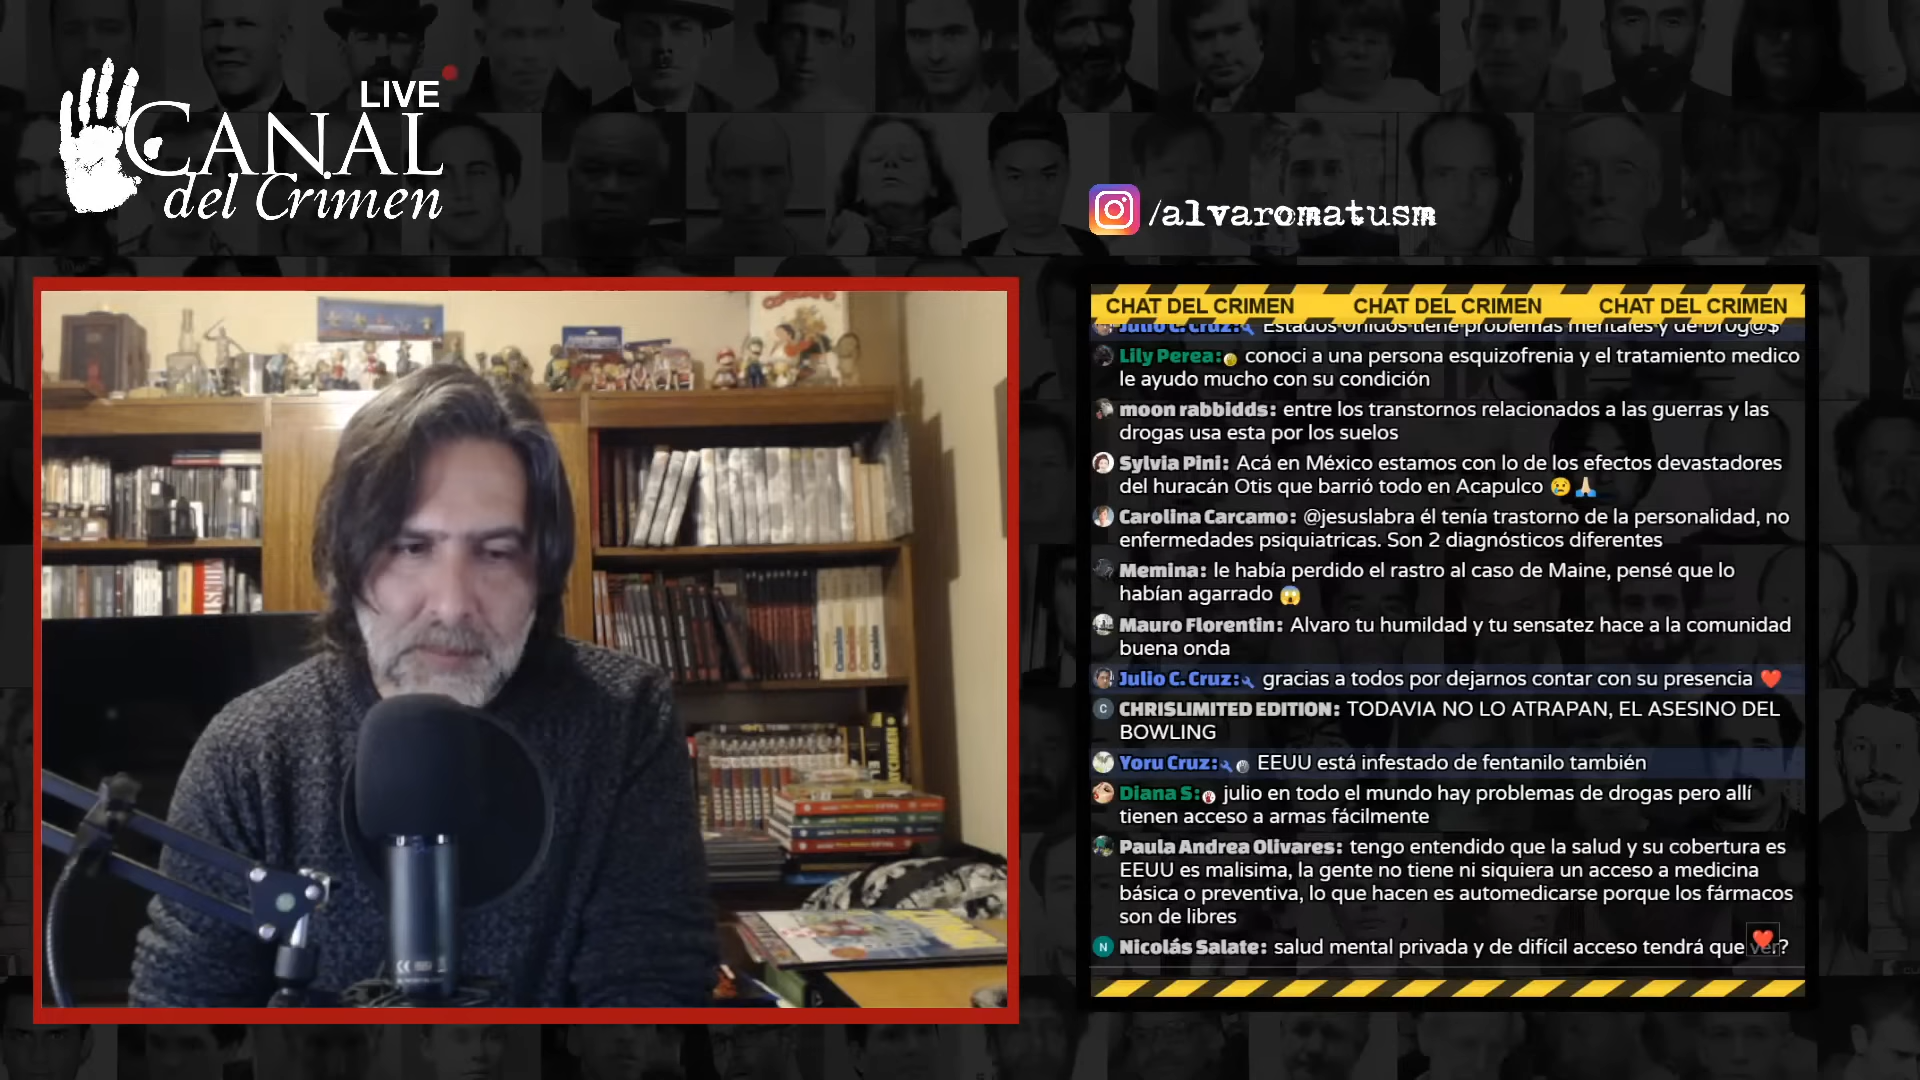 LIVE
CANAL
del Crimen
/alvaromatusm
CHAT DEL CRIMEN CHAT DEL CRIMEN CHAT DEL CRIMEN
Julio C. Cruz: Estados Unidos tiene problemas mentales y de Dr0g@$
Lily Perea: conoci a una persona esquizofrenia y el tratamiento medico
le ayudo mucho con su condición
moon rabbidds: entre los transtornos relacionados a las guerras y las
drogas usa esta por los suelos
Sylvia Pini: Acá en México estamos con lo de los efectos devastadores
del huracán Otis que barrió todo en Acapulco 😢🙏🏻
Carolina Carcamo: @jesuslabra él tenía trastorno de la personalidad, no
enfermedades psiquiatricas. Son 2 diagnósticos diferentes
Memina: le había perdido el rastro al caso de Maine, pensé que lo
habían agarrado 😱
Mauro Florentin: Alvaro tu humildad y tu sensatez hace a la comunidad
buena onda
Julio C. Cruz: gracias a todos por dejarnos contar con su presencia ❤️
C CHRISLIMITED EDITION: TODAVIA NO LO ATRAPAN, EL ASESINO DEL
BOWLING
Yoru Cruz: EEUU está infestado de fentanilo también
Diana S: julio en todo el mundo hay problemas de drogas pero allí
tienen acceso a armas fácilmente
Paula Andrea Olivares: tengo entendido que la salud y su cobertura es
EEUU es malisima, la gente no tiene ni siquiera un acceso a medicina
básica o preventiva, lo que hacen es automedicarse porque los fármacos
son de libres
N Nicolás Salate: salud mental privada y de difícil acceso tendrá que ver?